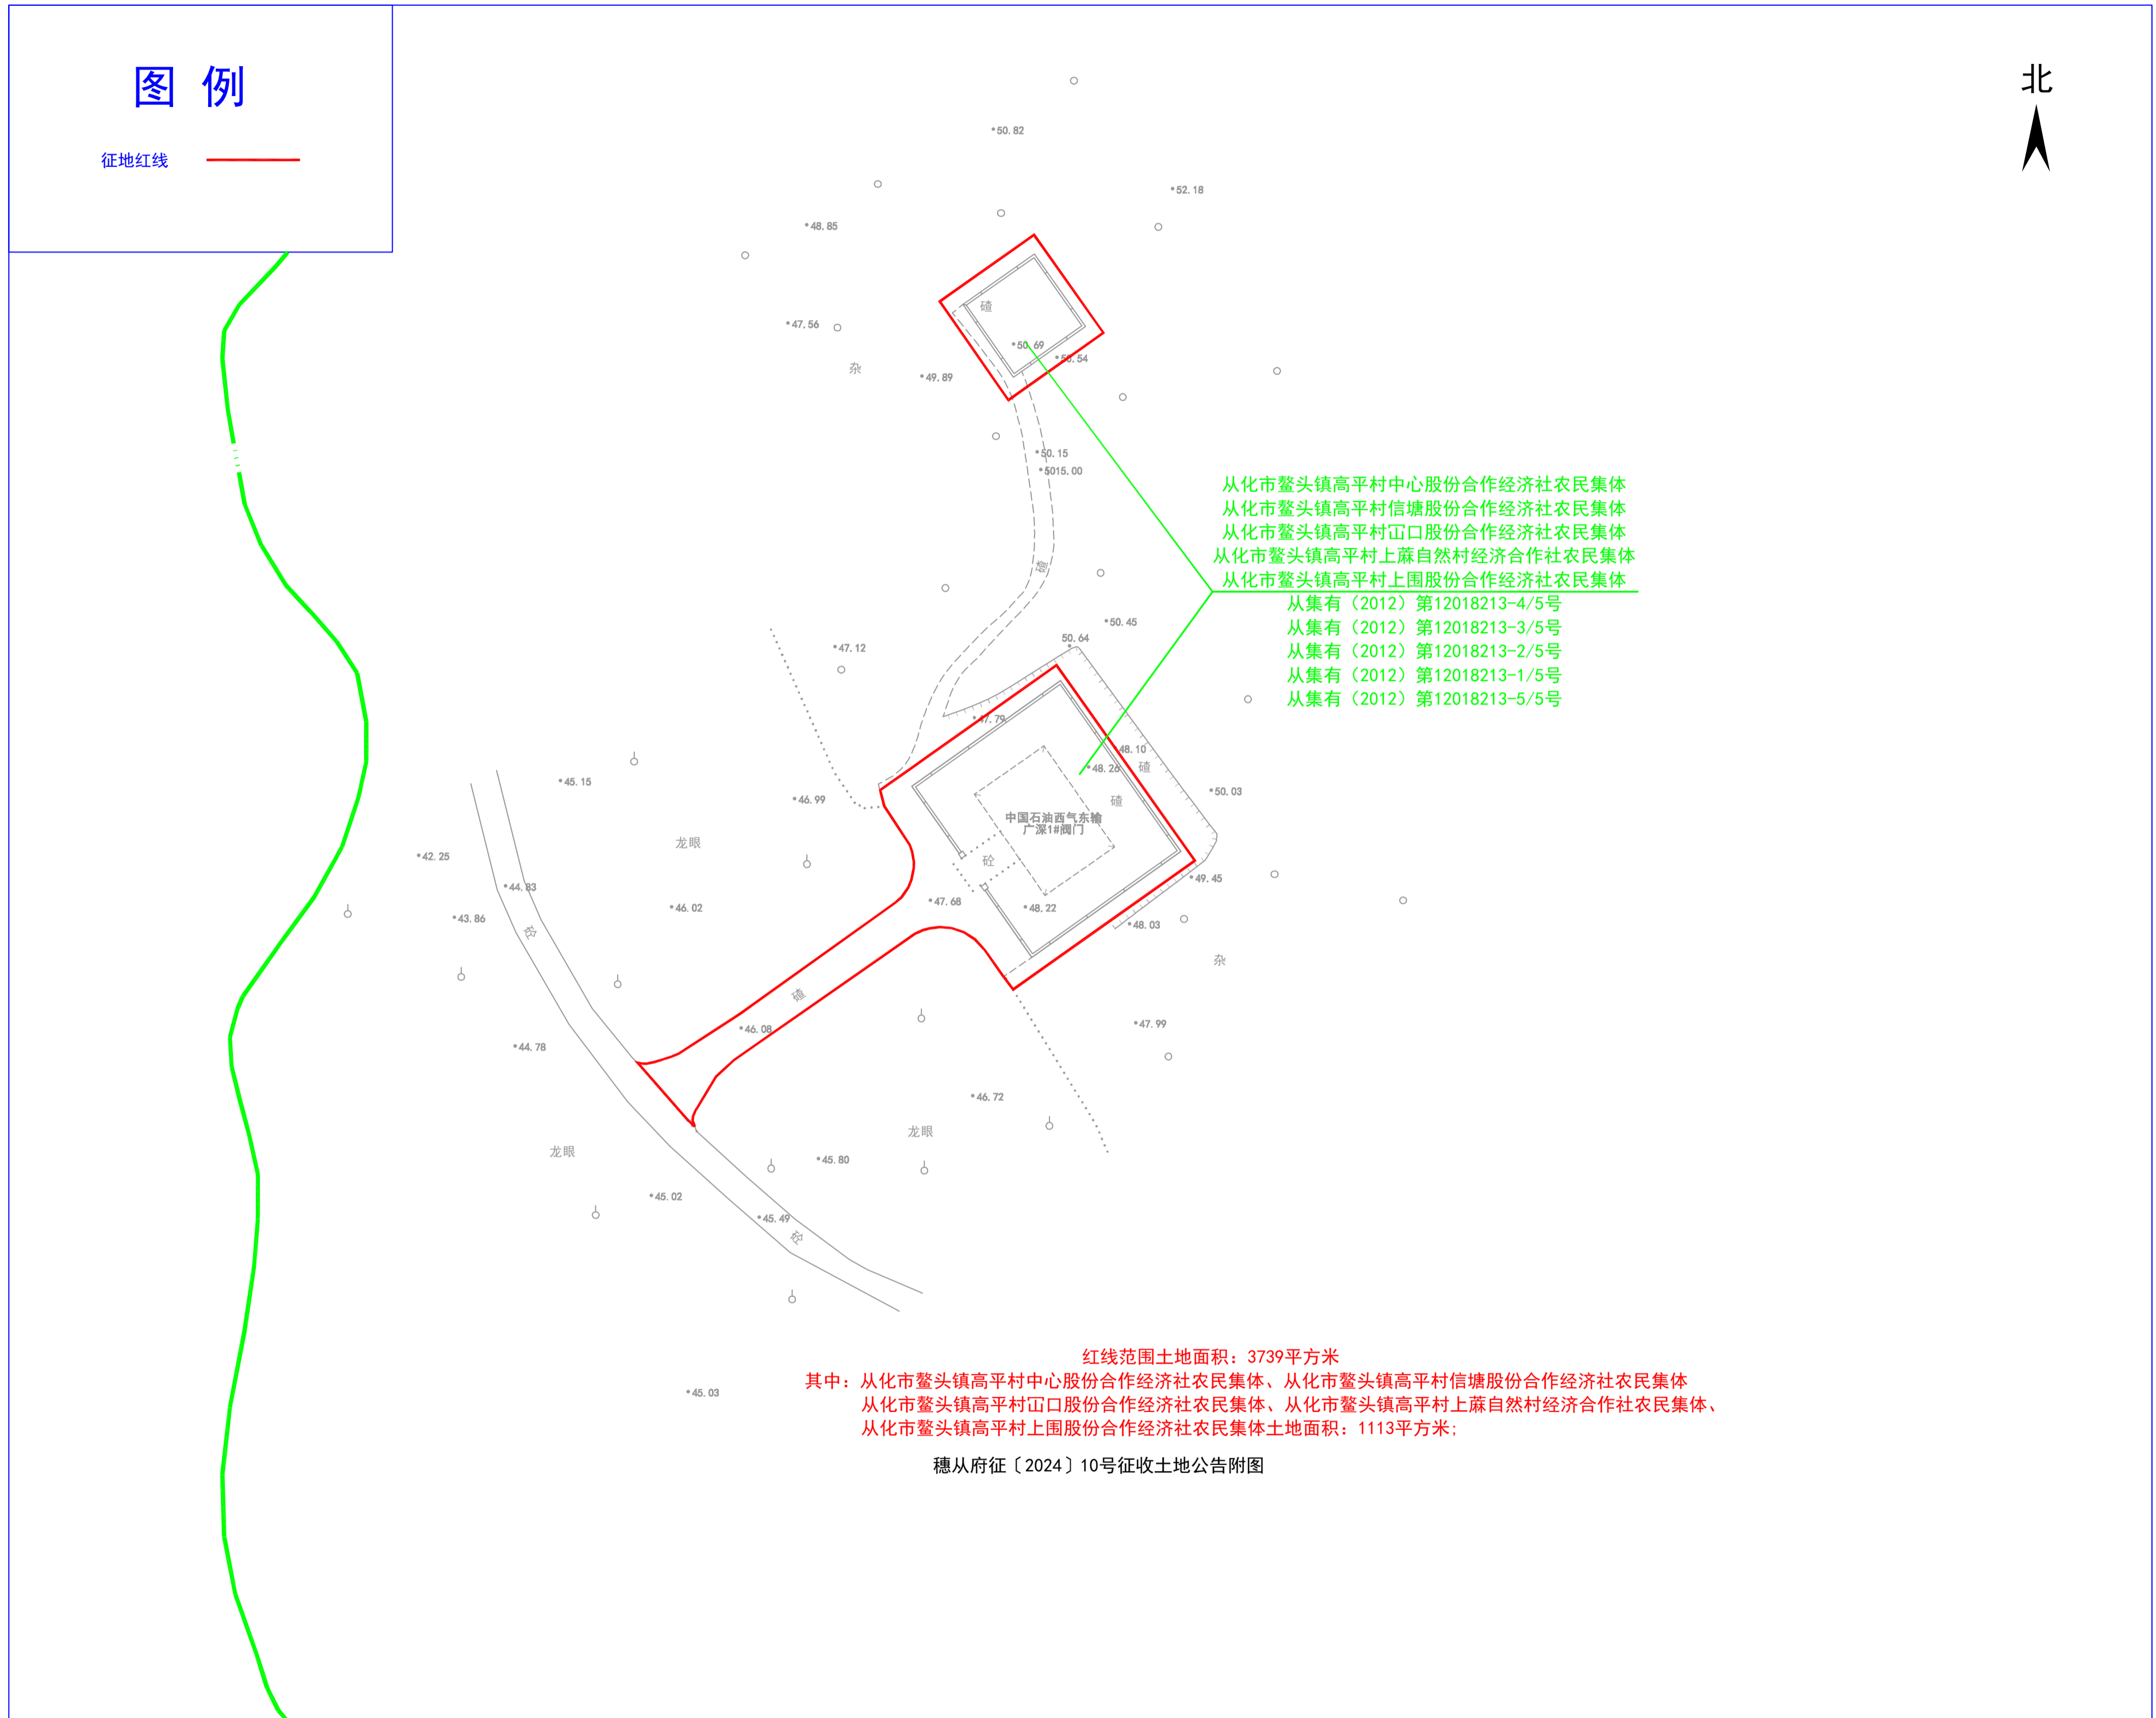 图 例
征地红线
北
50.82
52.18
48.85
碴
47.56
50.69
50.54
杂
49.89
50.15
5015.00
从化市鳌头镇高平村中心股份合作经济社农民集体
从化市鳌头镇高平村信塘股份合作经济社农民集体
从化市鳌头镇高平村冚口股份合作经济社农民集体
从化市鳌头镇高平村上蔴自然村经济合作社农民集体
从化市鳌头镇高平村上围股份合作经济社农民集体
从集有（2012）第12018213-4/5号
从集有（2012）第12018213-3/5号
从集有（2012）第12018213-2/5号
从集有（2012）第12018213-1/5号
从集有（2012）第12018213-5/5号
碴
50.45
50.64
47.12
47.79
48.10
48.26
碴
45.15
46.99
50.03
碴
中国石油西气东输
广深1#阀门
龙眼
42.25
砼
44.83
49.45
43.86
46.02
47.68
48.22
48.03
砼
杂
碴
46.08
47.99
44.78
46.72
龙眼
龙眼
45.80
45.02
45.49
砼
红线范围土地面积：3739平方米
其中：从化市鳌头镇高平村中心股份合作经济社农民集体、从化市鳌头镇高平村信塘股份合作经济社农民集体
45.03
从化市鳌头镇高平村冚口股份合作经济社农民集体、从化市鳌头镇高平村上蔴自然村经济合作社农民集体、
从化市鳌头镇高平村上围股份合作经济社农民集体土地面积：1113平方米;
穗从府征〔2024〕10号征收土地公告附图